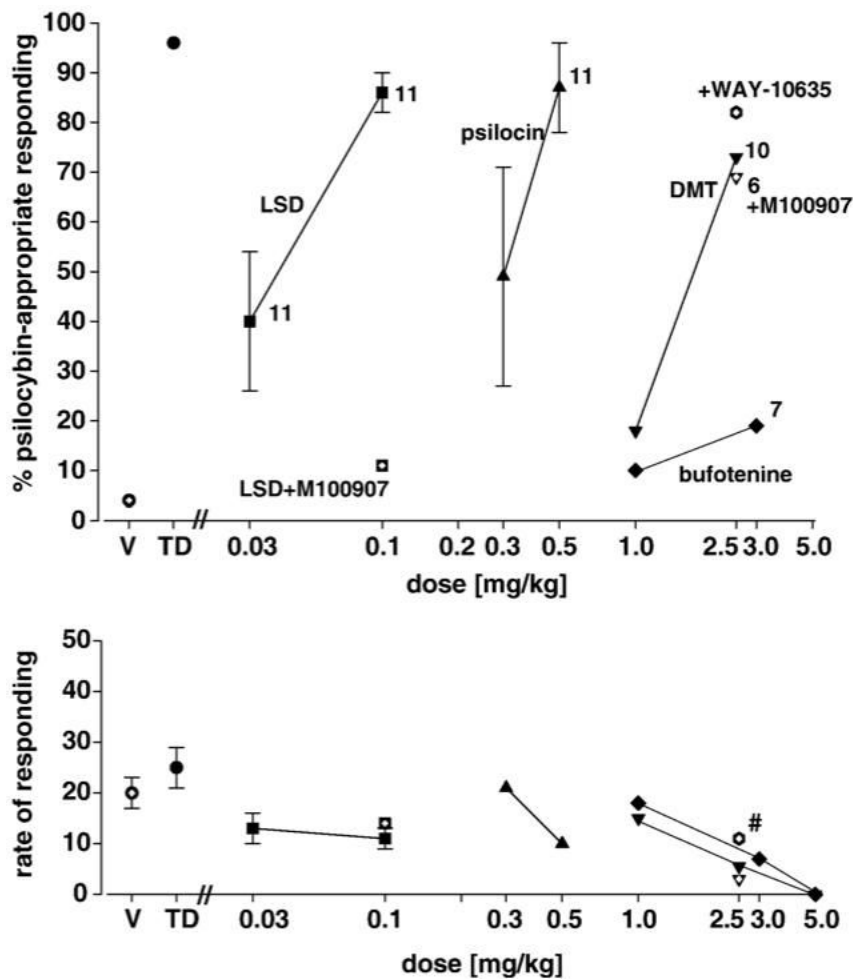 100
90
80
70
60
50
40
30
20
10
0
% psilocybin-appropriate responding
LSD
11
11
LSD+M100907
psilocin
11
+WAY-10635
10
DMT
6
+M100907
7
bufotenine
V TD // 0.03 0.1 0.2 0.3 0.5 1.0 2.5 3.0 5.0
dose [mg/kg]
50
40
30
20
10
0
rate of responding
#
V TD // 0.03 0.1 0.3 0.5 1.0 2.5 3.0 5.0
dose [mg/kg]